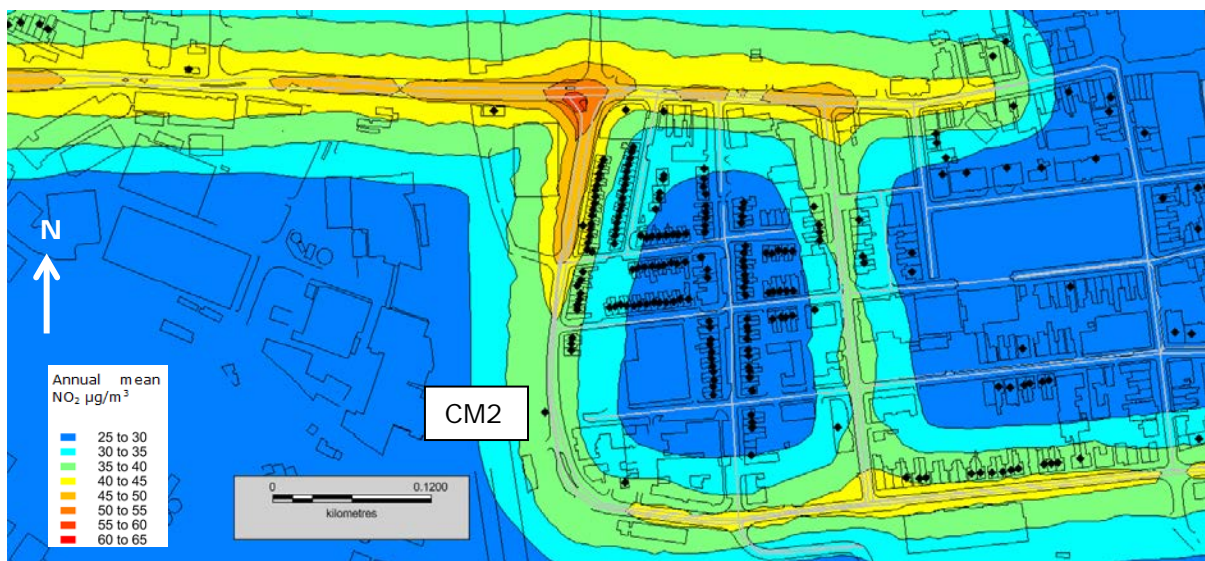 N
Annual mean
NO₂ µg/m³
25 to 30
30 to 35
35 to 40
40 to 45
45 to 50
50 to 55
55 to 60
60 to 65
CM2
0 0.1200
kilometres